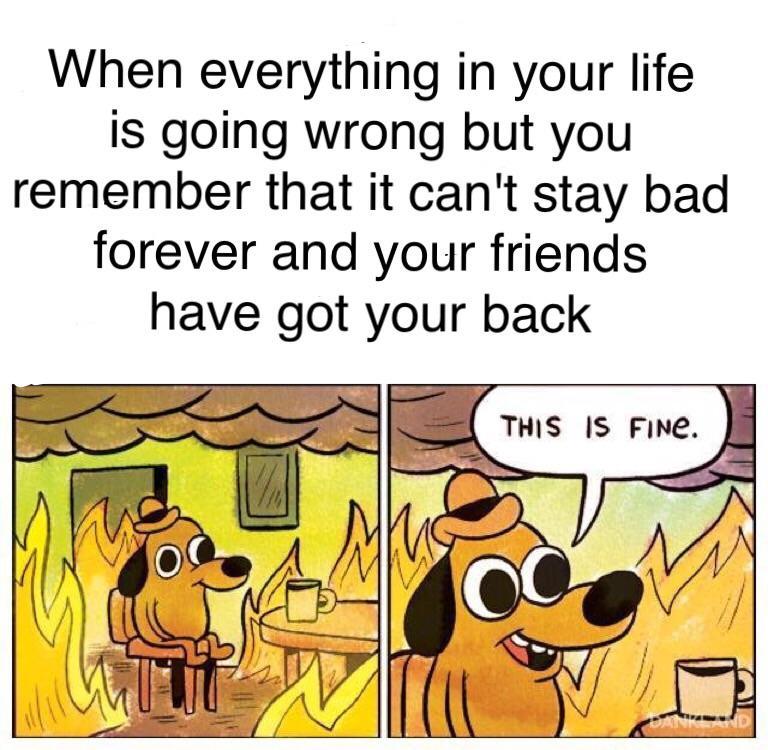 When everything in your life
is going wrong but you
remember that it can't stay bad
forever and your friends
have got your back
THIS IS FINe.
DANKLAND